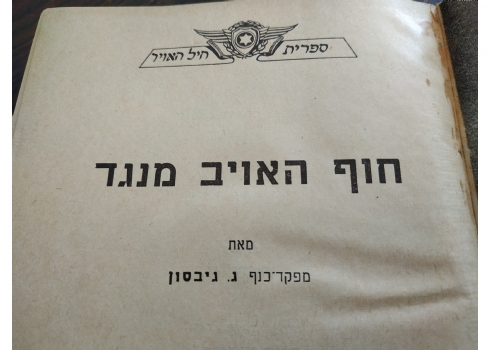 ספרית חיל האויר
חוף האויב מנגד
מאת
מפקד־כנף ג. גיבסון